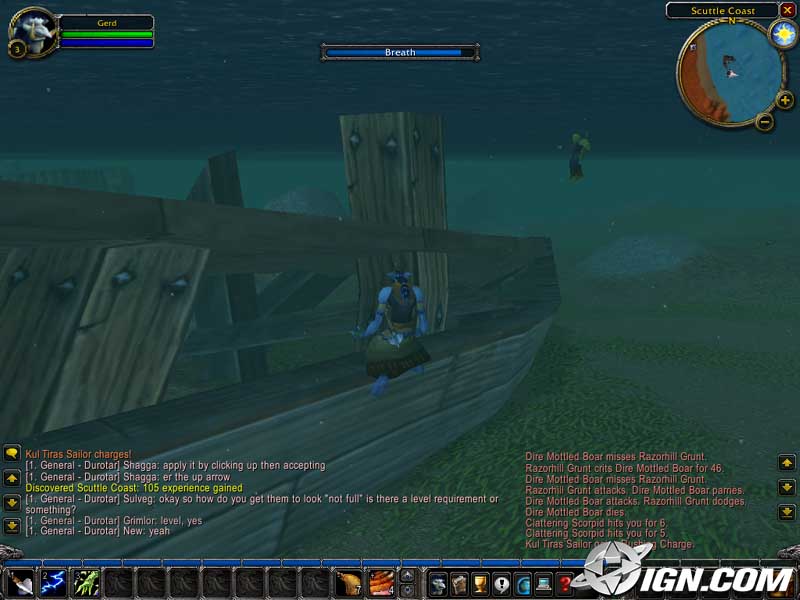 Gerd
3
Breath
Scuttle Coast
N
Kul Tiras Sailor charges!
[1. General - Durotar] Shagga: apply it by clicking up then accepting
[1. General - Durotar] Shagga: er the up arrow
Discovered Scuttle Coast: 105 experience gained
[1. General - Durotar] Sulveg: okay so how do you get them to look "not full" is there a level requirement or
something?
[1. General - Durotar] Grimlor: level, yes
[1. General - Durotar] New: yeah
Dire Mottled Boar misses Razorhill Grunt.
Razorhill Grunt crits Dire Mottled Boar for 46.
Dire Mottled Boar misses Razorhill Grunt.
Razorhill Grunt attacks. Dire Mottled Boar parries.
Dire Mottled Boar attacks. Razorhill Grunt dodges.
Dire Mottled Boar dies.
Clattering Scorpid hits you for 6.
Clattering Scorpid hits you for 5.
Kul Tiras Sailor Charge.
7
4
IGN.COM